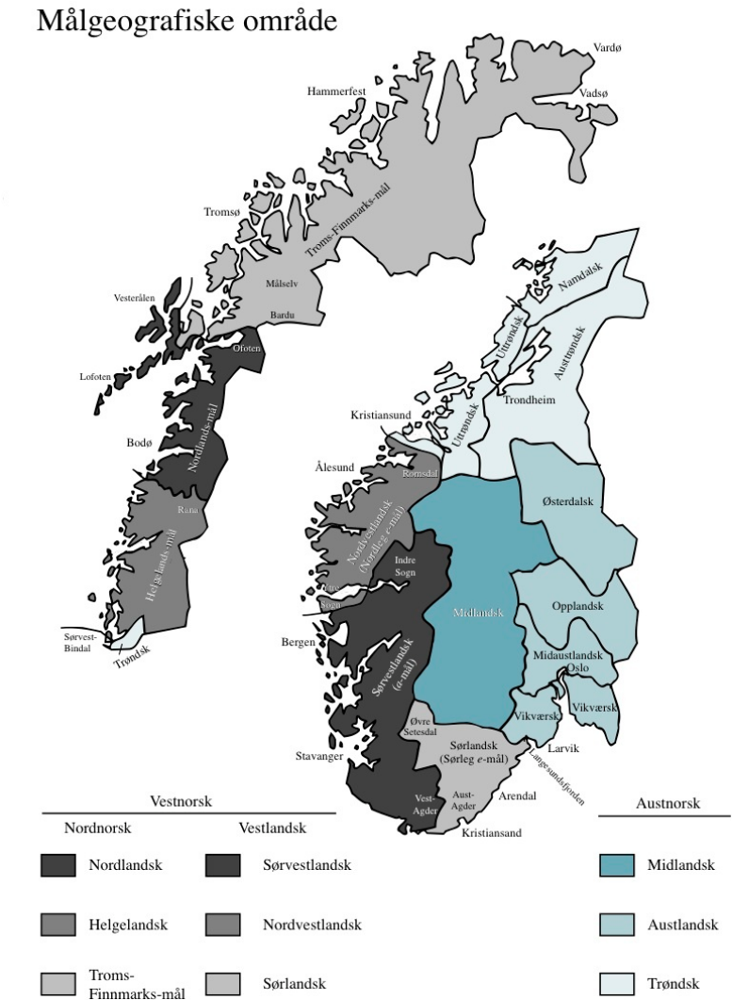 Målgeografiske område
Vardø
Hammerfest
Vadsø
Tromsø
Troms-Finnmarks-mål
Målselv
Vesterålen
Bardu
Namdalsk
Ofoten
Uttrøndsk
Austtrøndsk
Lofoten
Trondheim
Kristiansund
Uttrøndsk
Bodø
Nordlands-mål
Ålesund
Romsdal
Østerdalsk
Rana
Nordvestlandsk
(Nordleg e-mål)
Indre
Sogn
Helgelands-mål
Ytre
Sogn
Opplandsk
Midlandsk
Sørvest-
Bindal
Trøndsk
Bergen
Sørvestlandsk
(a-mål)
Midaustlandsk
Oslo
Vikværsk
Vikværsk
Øvre
Setesdal
Stavanger
Sørlandsk
(Sørleg e-mål)
Larvik
Langesundsfjorden
Vest-
Agder
Aust-
Agder
Arendal
Kristiansand
Vestnorsk
Austnorsk
Nordnorsk
Vestlandsk
Nordlandsk
Sørvestlandsk
Midlandsk
Helgelandsk
Nordvestlandsk
Austlandsk
Troms-
Finnmarks-mål
Sørlandsk
Trøndsk